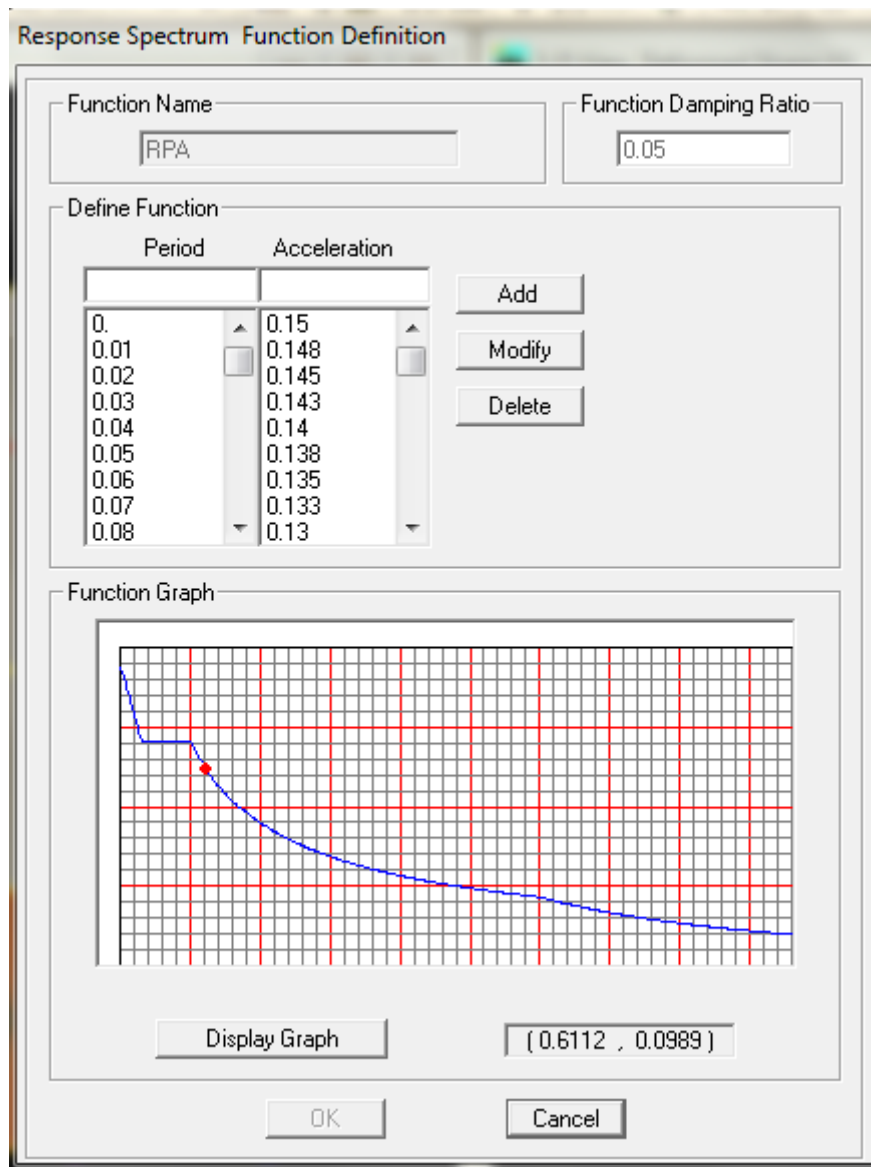 Response Spectrum Function Definition
Function Name
Function Damping Ratio
RPA
0.05
Define Function
Period Acceleration
Add
0. 0.15
0.01 0.148
Modify
0.02 0.145
0.03 0.143
Delete
0.04 0.14
0.05 0.138
0.06 0.135
0.07 0.133
0.08 0.13
Function Graph
Display Graph
( 0.6112 , 0.0989 )
OK
Cancel